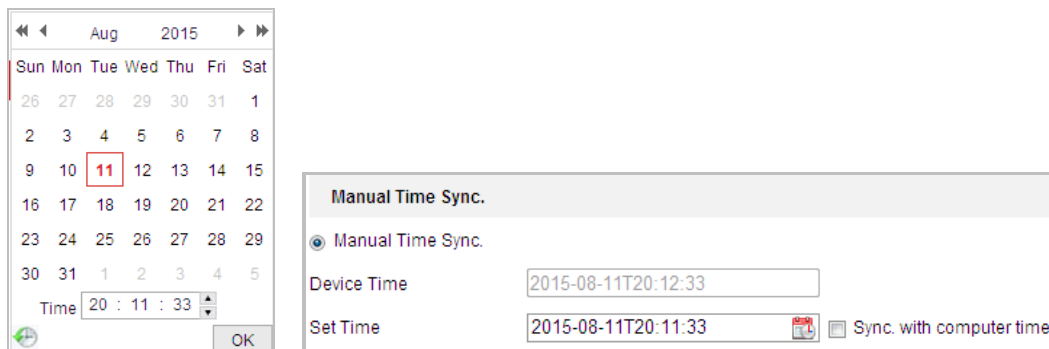 Aug 2015
Sun Mon Tue Wed Thu Fri Sat
26 27 28 29 30 31 1
2 3 4 5 6 7 8
9 10 11 12 13 14 15
16 17 18 19 20 21 22
23 24 25 26 27 28 29
30 31 1 2 3 4 5
Time 20 : 11 : 33
OK
Manual Time Sync.
Manual Time Sync.
Device Time 2015-08-11T20:12:33
Set Time 2015-08-11T20:11:33 Sync. with computer time